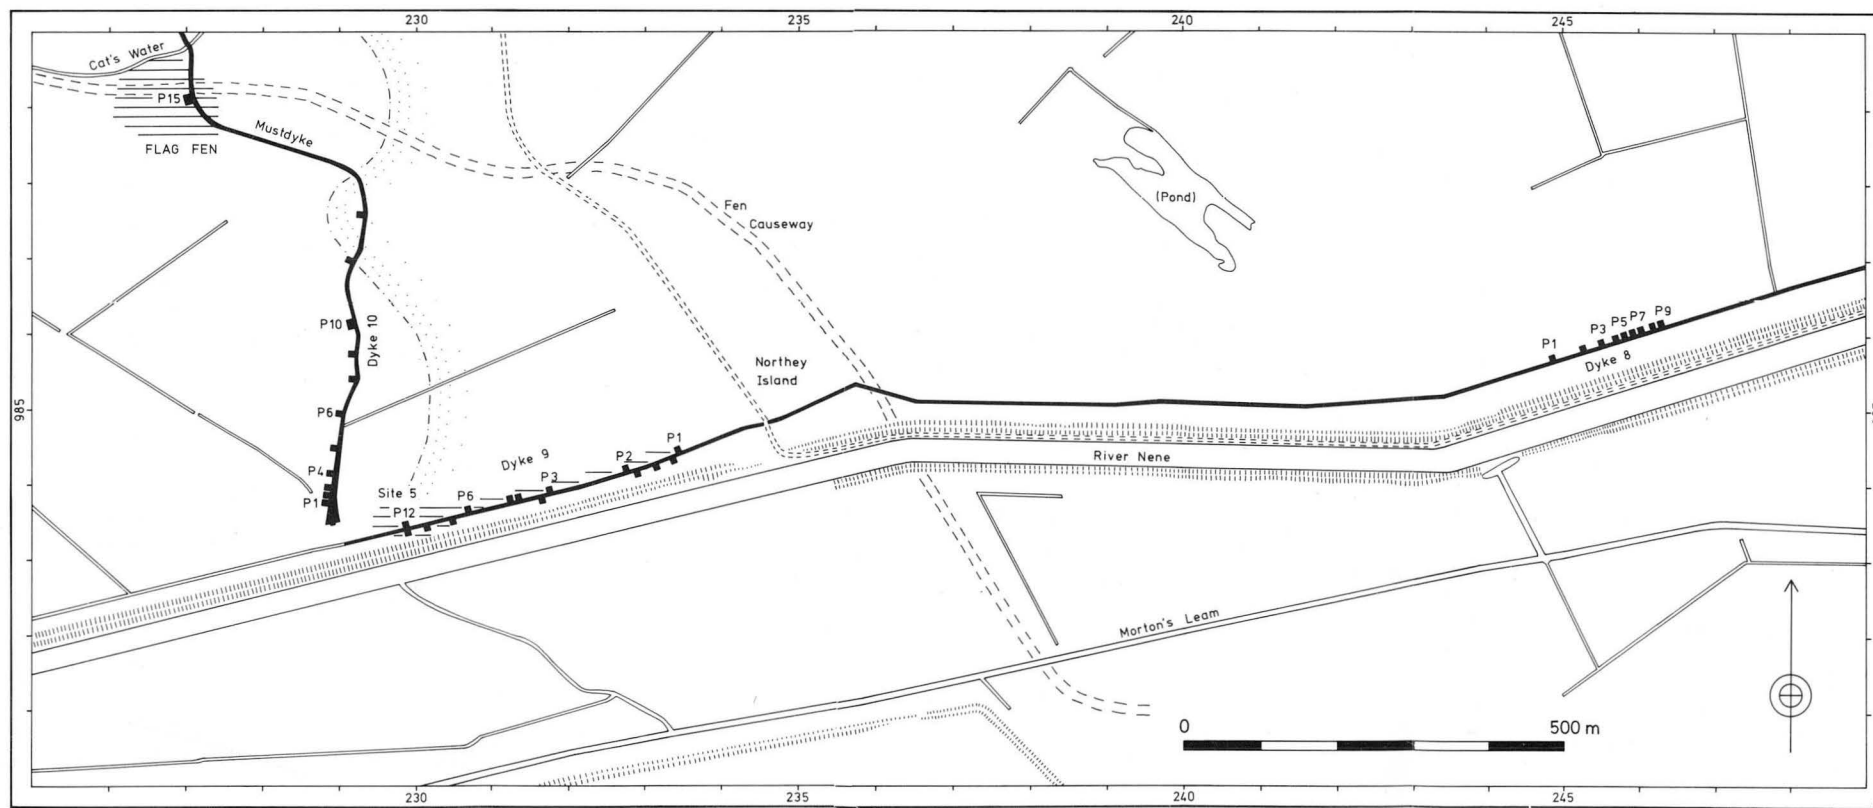 230
235
240
245
Cat's Water
P15
Mustdyke
FLAG FEN
Fen
Causeway
(Pond)
P10
Dyke 10
P6
P4
P1
985
Northey
Island
P1
P2
Dyke 9
P3
Site 5
P6
P12
P1
P3
P5
P7
P9
Dyke 8
River Nene
Morton's Leam
0
500 m
230
235
240
245